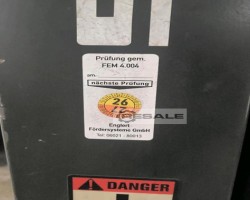 Prüfung gem.
FEM 4.004
am:
nächste Prüfung
26
RESALE
Englert
Fördersysteme GmbH
DANGER